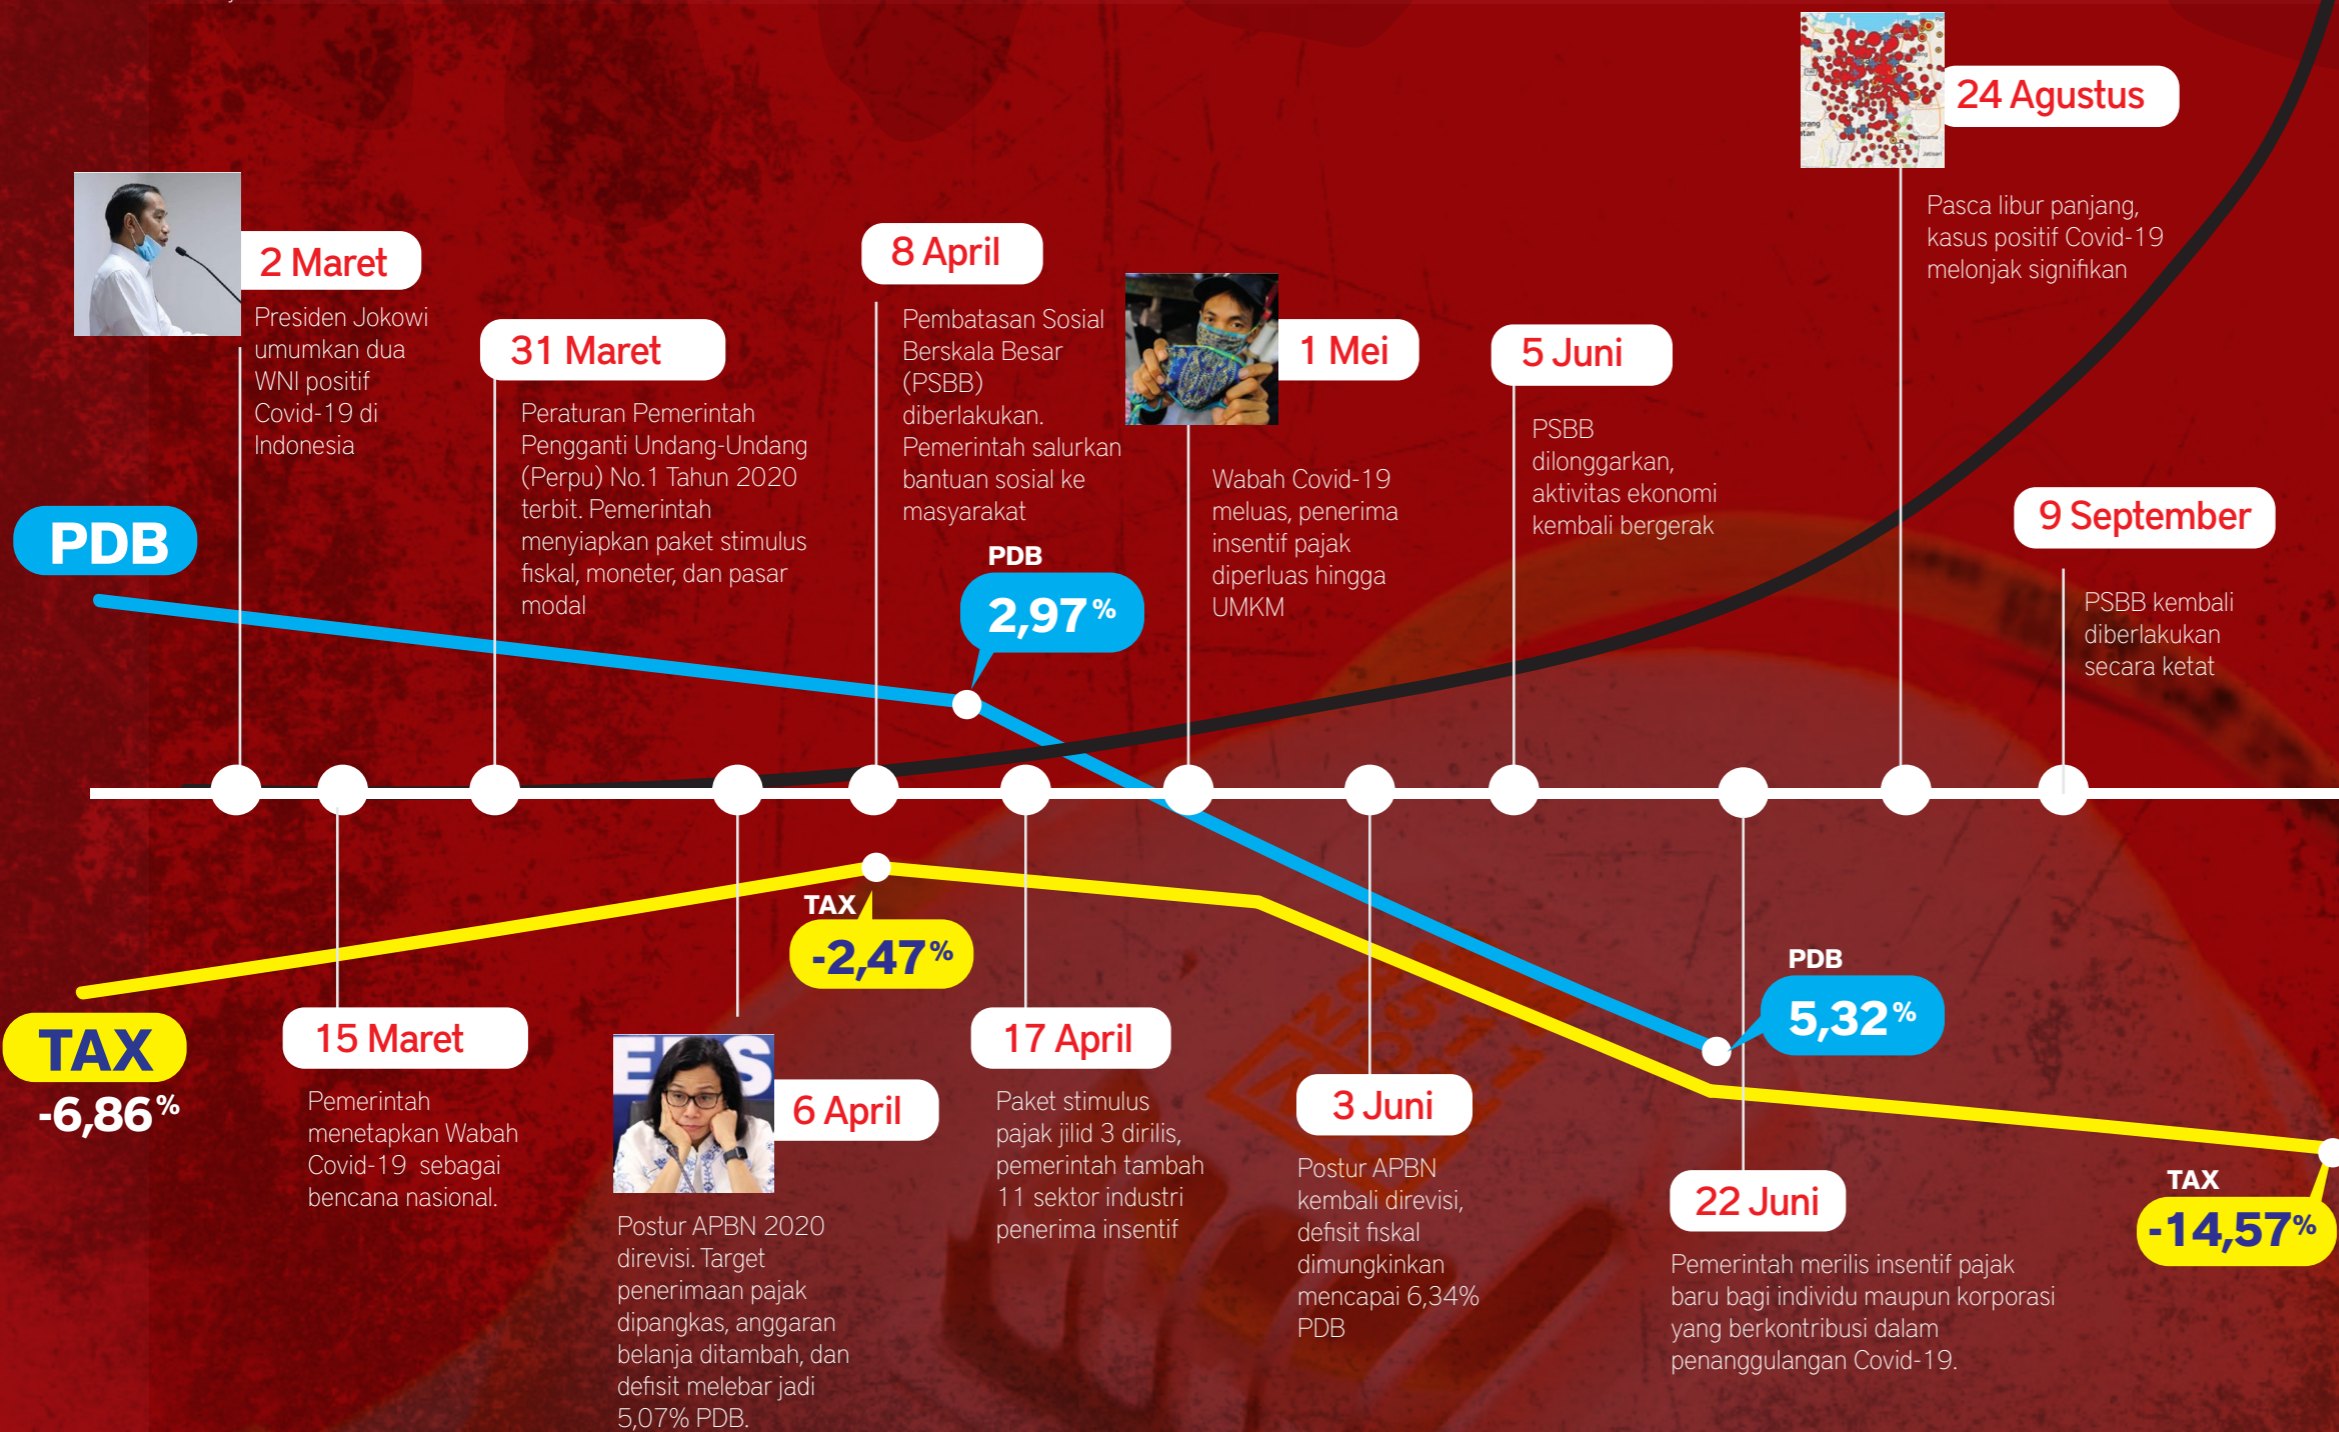 24 Agustus
Pasca libur panjang,
kasus positif Covid-19
melonjak signifikan
2 Maret
Presiden Jokowi
umumkan dua
WNI positif
Covid-19 di
Indonesia
31 Maret
Peraturan Pemerintah
Pengganti Undang-Undang
(Perpu) No.1 Tahun 2020
terbit. Pemerintah
menyiapkan paket stimulus
fiskal, moneter, dan pasar
modal
8 April
Pembatasan Sosial
Berskala Besar
(PSBB)
diberlakukan.
Pemerintah salurkan
bantuan sosial ke
masyarakat
1 Mei
Wabah Covid-19
meluas, penerima
insentif pajak
diperluas hingga
UMKM
5 Juni
PSBB
dilonggarkan,
aktivitas ekonomi
kembali bergerak
9 September
PSBB kembali
diberlakukan
secara ketat
PDB
PDB
2,97%
TAX
-6,86%
TAX
-2,47%
PDB
5,32%
TAX
-14,57%
15 Maret
Pemerintah
menetapkan Wabah
Covid-19 sebagai
bencana nasional.
6 April
Postur APBN 2020
direvisi. Target
penerimaan pajak
dipangkas, anggaran
belanja ditambah, dan
defisit melebar jadi
5,07% PDB.
17 April
Paket stimulus
pajak jilid 3 dirilis,
pemerintah tambah
11 sektor industri
penerima insentif
3 Juni
Postur APBN
kembali direvisi,
defisit fiskal
dimungkinkan
mencapai 6,34%
PDB
22 Juni
Pemerintah merilis insentif pajak
baru bagi individu maupun korporasi
yang berkontribusi dalam
penanggulangan Covid-19.